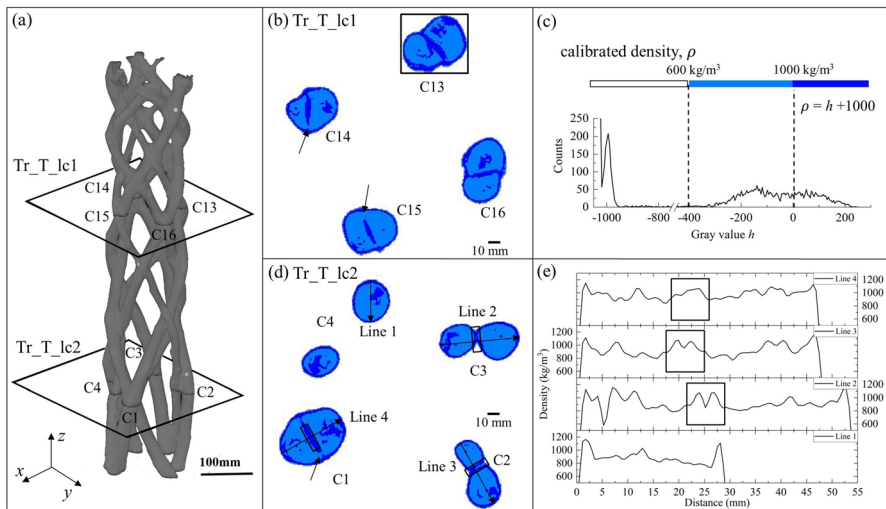 (a)
Tr_T_lc1
C14
C15
C13
C16
Tr_T_lc2
C3
C4
C2
C1
z
x
y
100mm
(b) Tr_T_lc1
C13
C14
C15
C16
10 mm
(c)
calibrated density, ρ
600 kg/m³
1000 kg/m³
ρ = h +1000
Counts
250
200
150
100
50
0
-1000
-800
-400
-200
0
200
Gray value h
(d) Tr_T_lc2
C4
Line 1
Line 2
C3
10 mm
Line 4
C1
Line 3
C2
(e)
Line 4
1200
1000
800
600
1200
1000
800
Line 3
1200
1000
800
600
Line 2
1200
1000
800
600
Line 1
Density (kg/m³)
0
5
10
15
20
25
30
35
40
45
50
55
Distance (mm)